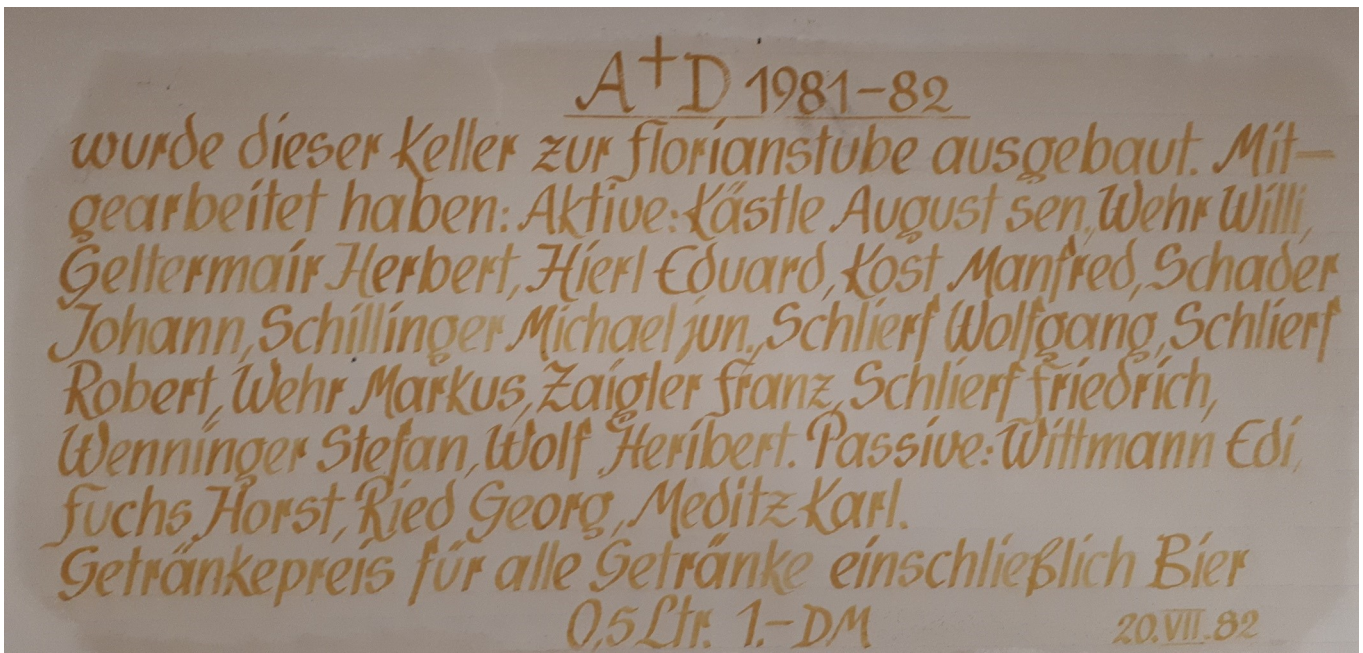 A†D 1981-82
wurde dieser Keller zur Florianstube ausgebaut. Mit-
gearbeitet haben: Aktive: Kästle August sen., Wehr Willi,
Geltermair Herbert, Hierl Eduard, Kost Manfred, Schader
Johann, Schillinger Michael jun., Schlierf Wolfgang, Schlierf
Robert, Wehr Markus, Zaigler Franz, Schlierf Friedrich,
Wenninger Stefan, Wolf Heribert. Passive: Wittmann Edi,
Fuchs Horst, Ried Georg, Meditz Karl.
Getränkepreis für alle Getränke einschließlich Bier
0,5 Ltr. 1.- DM 20.VII.82